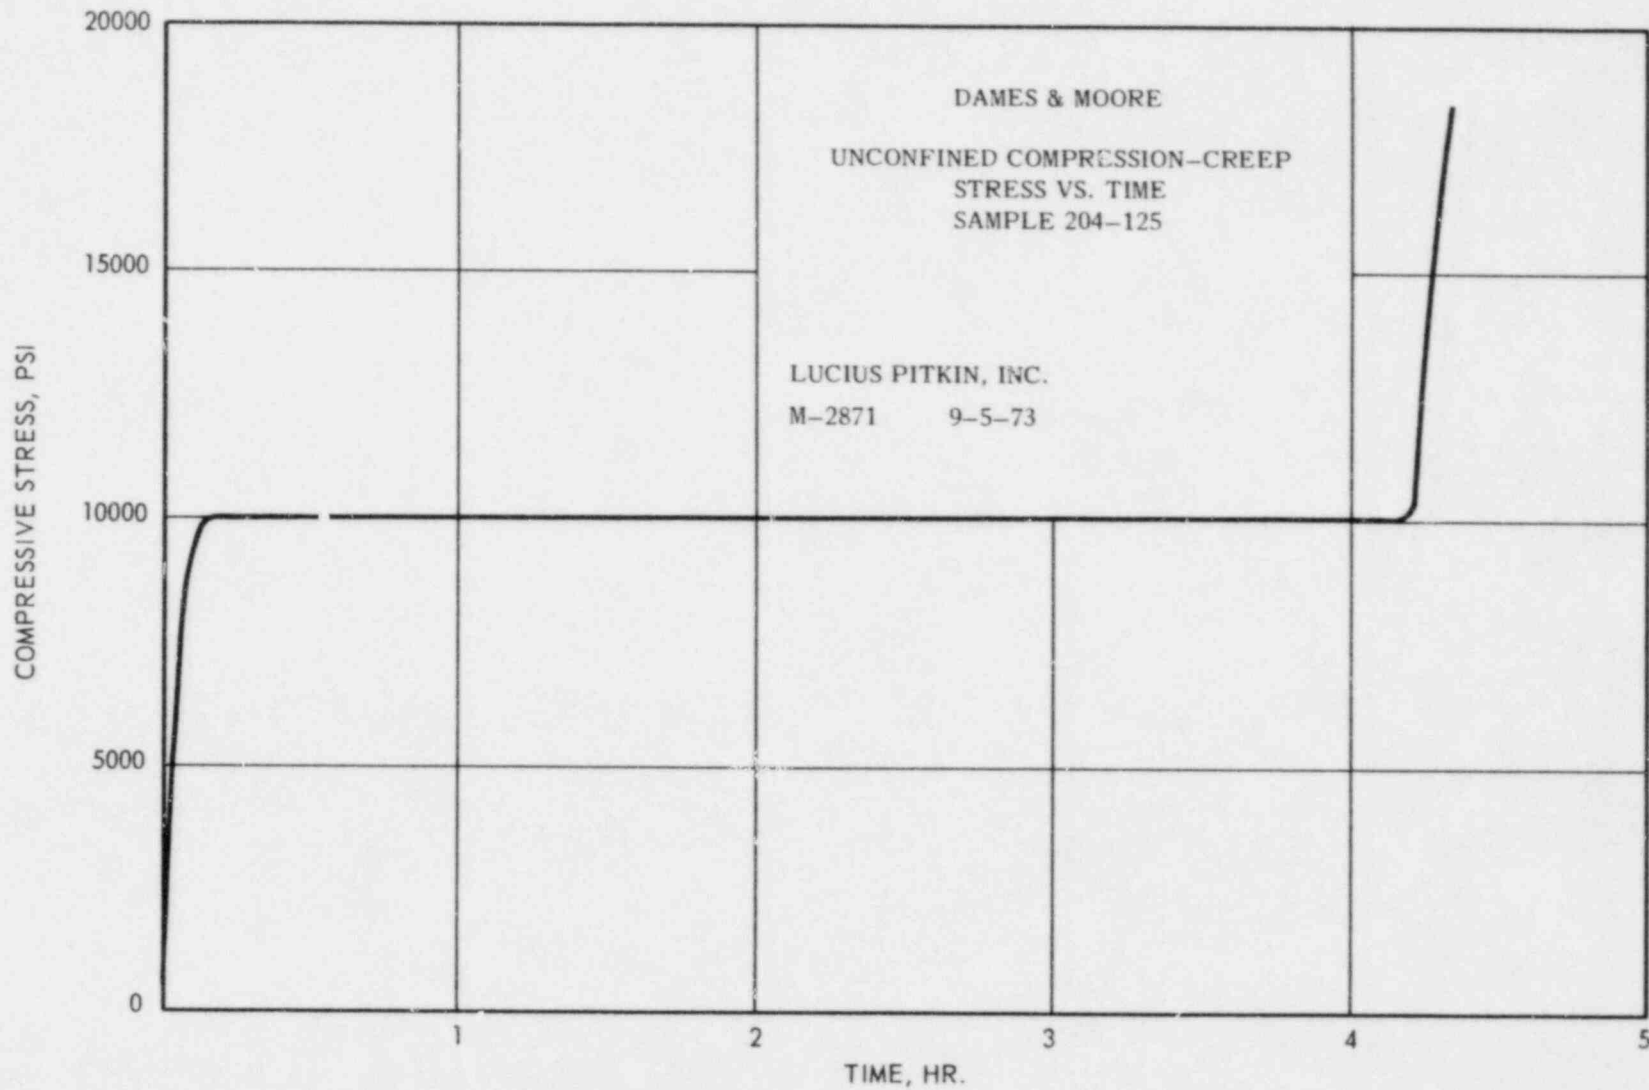 20000
15000
10000
5000
0
COMPRESSIVE STRESS, PSI
DAMES & MOORE
UNCONFINED COMPRESSION–CREEP
STRESS VS. TIME
SAMPLE 204–125
LUCIUS PITKIN, INC.
M–2871 9–5–73
1 2 3 4 5
TIME, HR.